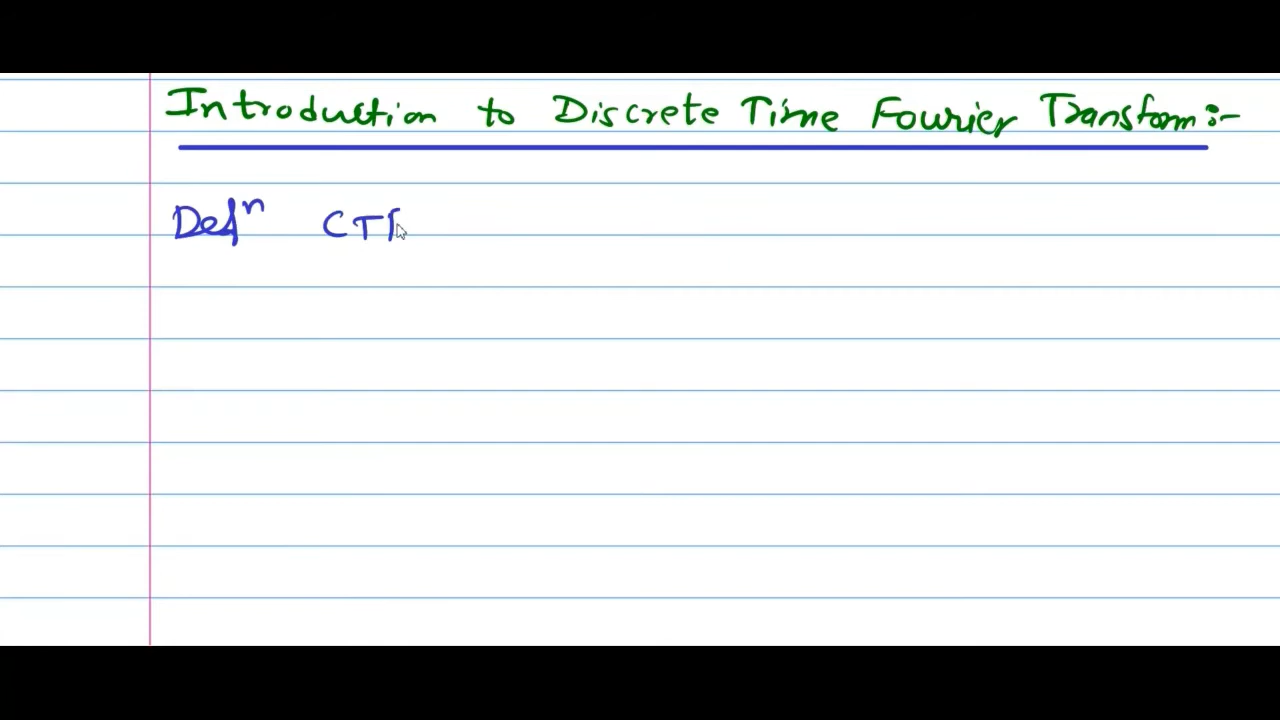 Introduction to Discrete Time Fourier Transform :-
Defⁿ CTF